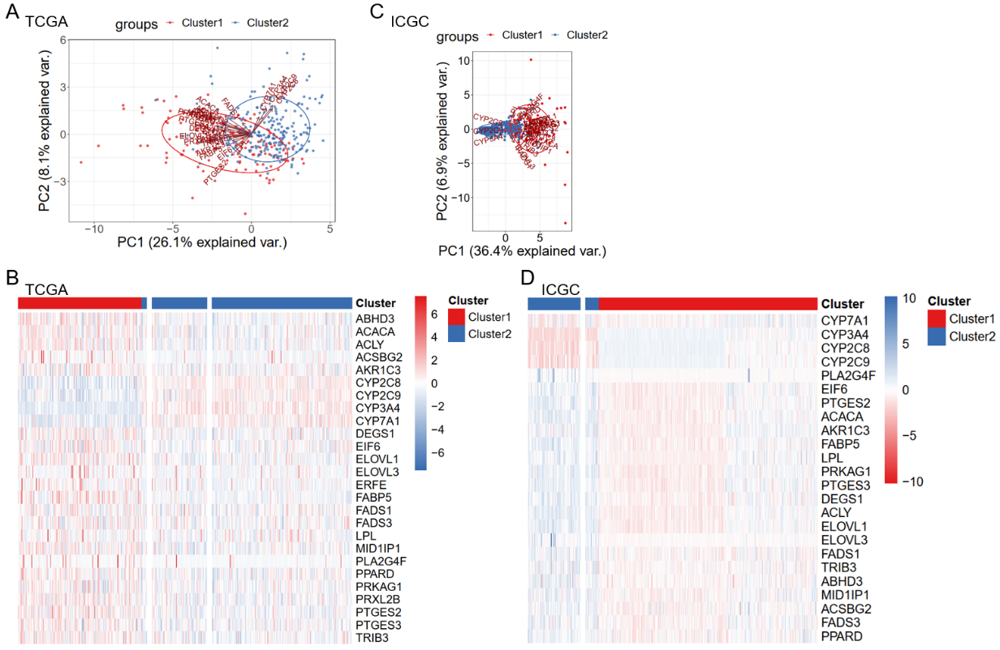 A
TCGA
groups Cluster1 Cluster2
6
3
0
−3
−10
−5
0
5
PC2 (8.1% explained var.)
PC1 (26.1% explained var.)
ACAC
FADS
DE
ELOVL
EIF6
PTGES2
C
ICGC
groups Cluster1 Cluster2
10
5
0
−5
−10
0
5
PC2 (6.9% explained var.)
PC1 (36.4% explained var.)
B
TCGA
Cluster
ABHD3
ACACA
ACLY
ACSBG2
AKR1C3
CYP2C8
CYP2C9
CYP3A4
CYP7A1
DEGS1
EIF6
ELOVL1
ELOVL3
ERFE
FABP5
FADS1
FADS3
LPL
MID1IP1
PLA2G4F
PPARD
PRKAG1
PRXL2B
PTGES2
PTGES3
TRIB3
6
4
2
0
−2
−4
−6
Cluster
Cluster1
Cluster2
D
ICGC
Cluster
CYP7A1
CYP3A4
CYP2C8
CYP2C9
PLA2G4F
EIF6
PTGES2
ACACA
AKR1C3
FABP5
LPL
PRKAG1
PTGES3
DEGS1
ACLY
ELOVL1
ELOVL3
FADS1
TRIB3
ABHD3
MID1IP1
ACSBG2
FADS3
PPARD
10
5
0
−5
−10
Cluster
Cluster1
Cluster2